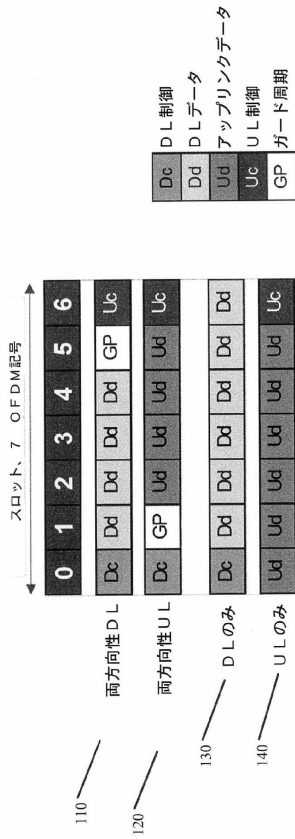 スロット、7 OFDM記号
0 1 2 3 4 5 6
110 両方向性DL Dc Dd Dd Dd Dd GP Uc
120 両方向性UL Dc GP Ud Ud Ud Ud Uc
130 DLのみ Dc Dd Dd Dd Dd Dd Dd
140 ULのみ Ud Ud Ud Ud Ud Ud Uc
Dc DL制御
Dd DLデータ
Ud アップリンクデータ
Uc UL制御
GP ガード周期